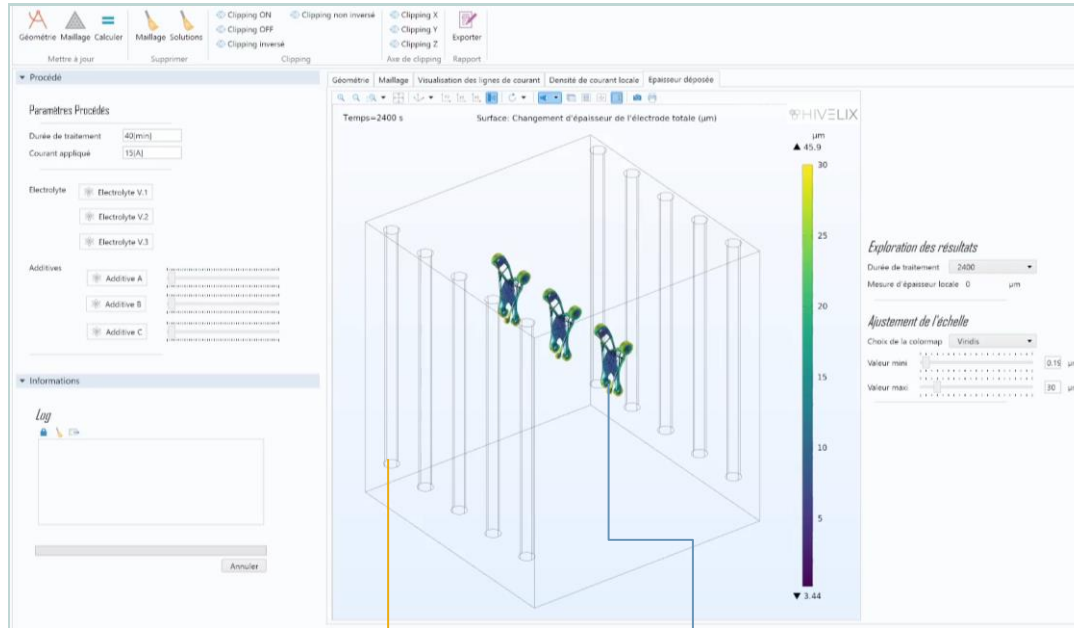 Géométrie Maillage Calculer
Mettre à jour
Maillage Solutions
Supprimer
Clipping ON
Clipping OFF
Clipping inversé
Clipping non inversé
Clipping
Clipping X
Clipping Y
Clipping Z
Axe de clipping
Exporter
Rapport
Procédé
Paramètres Procédés
Durée de traitement 40[min]
Courant appliqué 15[A]
Electrolyte
Electrolyte V.1
Electrolyte V.2
Electrolyte V.3
Additives
Additive A
Additive B
Additive C
Informations
Log
Annuler
Géométrie Maillage Visualisation des lignes de courant Densité de courant locale Epaisseur déposée
Temps=2400 s Surface: Changement d'épaisseur de l'électrode totale (µm)
HIVELIX
µm
▲ 45.9
30
25
20
15
10
5
▼ 3.44
Exploration des résultats
Durée de traitement 2400
Mesure d'épaisseur locale 0 µm
Ajustement de l'échelle
Choix de la colormap Viridis
Valeur mini 0.19 µ
Valeur maxi 30 µ